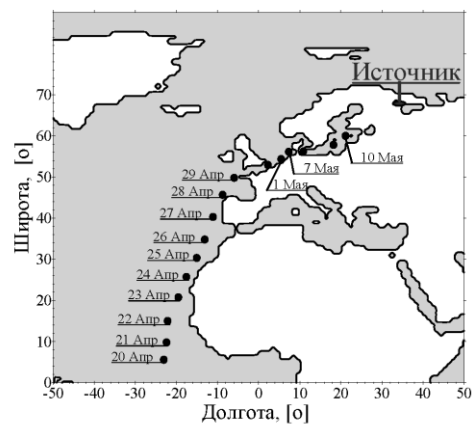 Широта, [о]
70
60
50
40
30
20
10
0
Источник
10 Мая
7 Мая
1 Мая
29 Апр
28 Апр
27 Апр
26 Апр
25 Апр
24 Апр
23 Апр
22 Апр
21 Апр
20 Апр
-50 -40 -30 -20 -10 0 10 20 30 40 50
Долгота, [о]